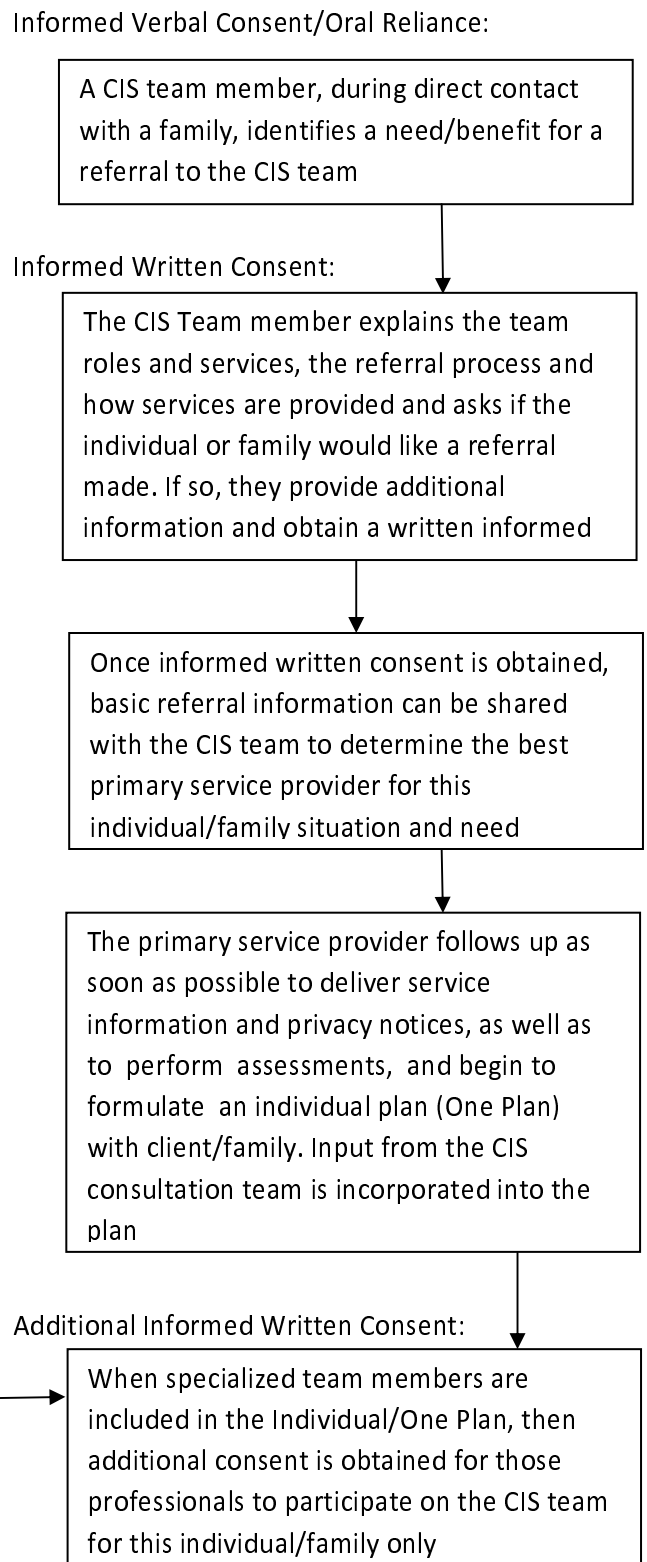 Informed Verbal Consent/Oral Reliance:
A CIS team member, during direct contact
with a family, identifies a need/benefit for a
referral to the CIS team
Informed Written Consent:
The CIS Team member explains the team
roles and services, the referral process and
how services are provided and asks if the
individual or family would like a referral
made. If so, they provide additional
information and obtain a written informed
Once informed written consent is obtained,
basic referral information can be shared
with the CIS team to determine the best
primary service provider for this
individual/family situation and need
The primary service provider follows up as
soon as possible to deliver service
information and privacy notices, as well as
to perform assessments, and begin to
formulate an individual plan (One Plan)
with client/family. Input from the CIS
consultation team is incorporated into the
plan
Additional Informed Written Consent:
When specialized team members are
included in the Individual/One Plan, then
additional consent is obtained for those
professionals to participate on the CIS team
for this individual/family only